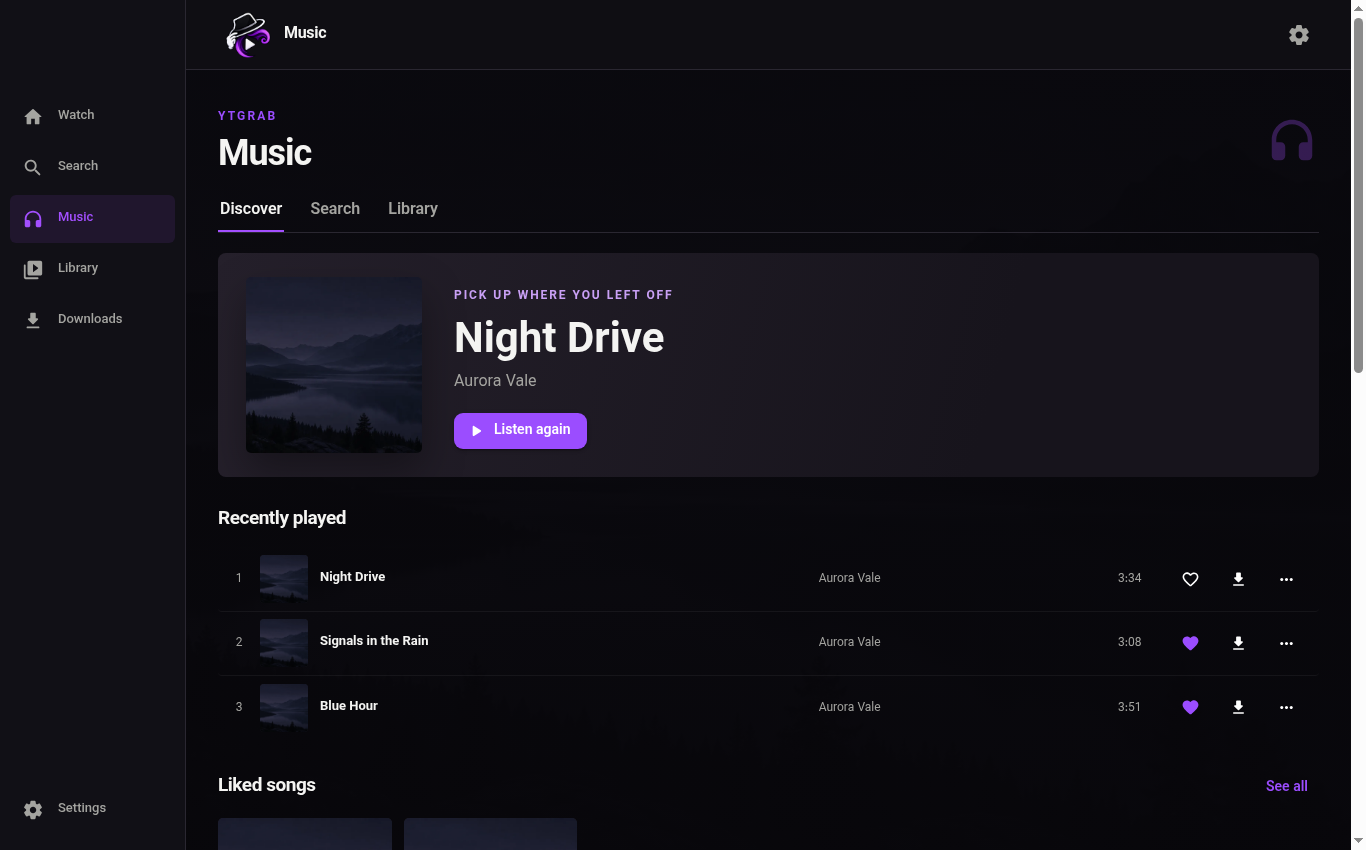 Music
Watch
Search
Music
Library
Downloads
Settings
YTGRAB
Music
Discover Search Library
PICK UP WHERE YOU LEFT OFF
Night Drive
Aurora Vale
Listen again
Recently played
1 Night Drive Aurora Vale 3:34
2 Signals in the Rain Aurora Vale 3:08
3 Blue Hour Aurora Vale 3:51
Liked songs See all